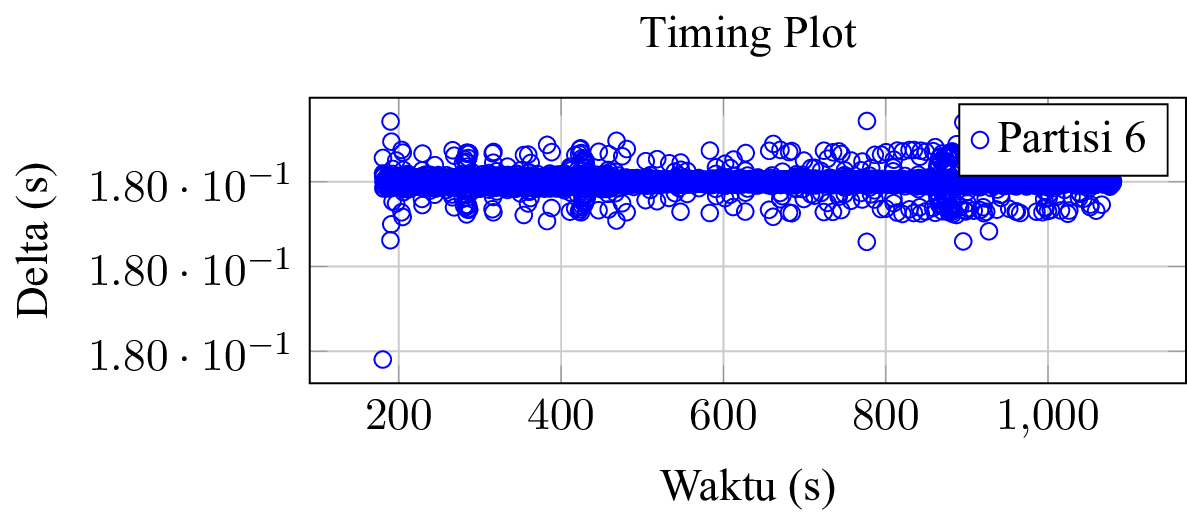 Timing Plot
Partisi 6
Delta (s)
1.80 · 10⁻¹
1.80 · 10⁻¹
1.80 · 10⁻¹
200 400 600 800 1,000
Waktu (s)